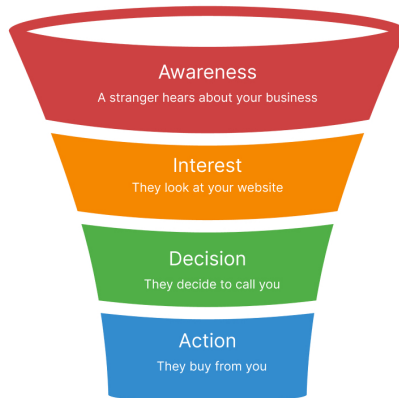 Awareness
A stranger hears about your business
Interest
They look at your website
Decision
They decide to call you
Action
They buy from you